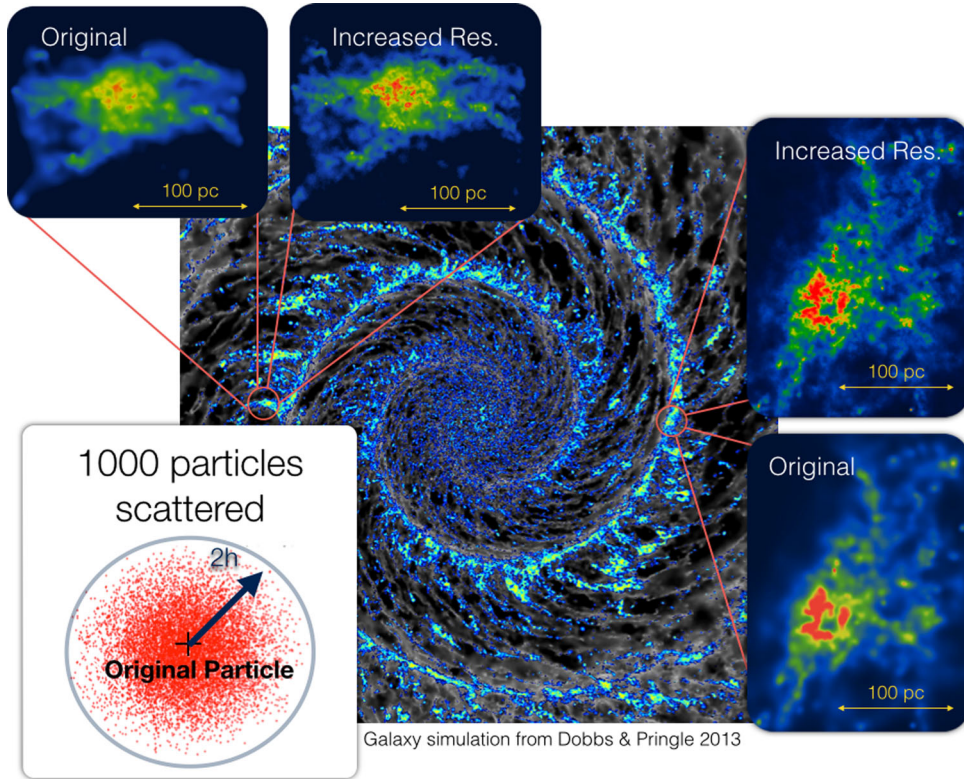 Original
100 pc
Increased Res.
100 pc
Increased Res.
100 pc
Original
100 pc
1000 particles
scattered
2h
Original Particle
Galaxy simulation from Dobbs & Pringle 2013